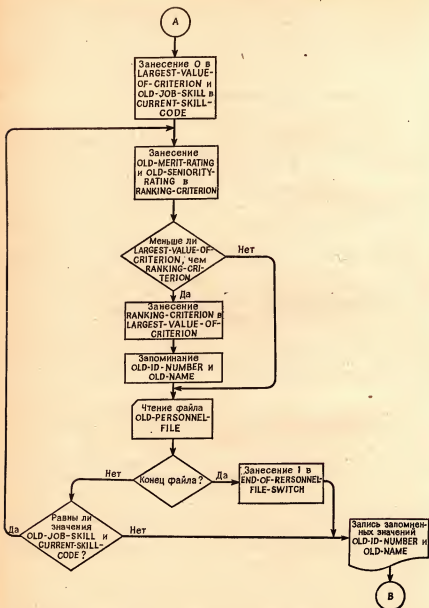 A
Занесение 0 в
LARGEST-VALUE-
OF-CRITERION и
OLD-JOB-SKILL в
CURRENT-SKILL-
CODE
Занесение
OLD-MERIT-RATING
и OLD-SENIORITY-
RATING в
RANKING-CRITERION
Меньше ли
LARGEST-VALUE-OF-
CRITERION, чем
RANKING-CRI-
TERION
Нет
Да
Занесение
RANKING-CRITERION в
LARGEST-VALUE-OF-
CRITERION
Запоминание
OLD-ID-NUMBER и
OLD-NAME
Чтение файла
OLD-PERSONNEL-
FILE
Нет
Конец файла?
Да
Занесение 1 в
END-OF-RERSONNEL-
FILE-SWITCH
Да
Равны ли
значения
OLD-JOB-SKILL и
CURRENT-SKILL-
CODE?
Нет
Запись запомнен-
ных значений
OLD-ID-NUMBER и
OLD-NAME
B